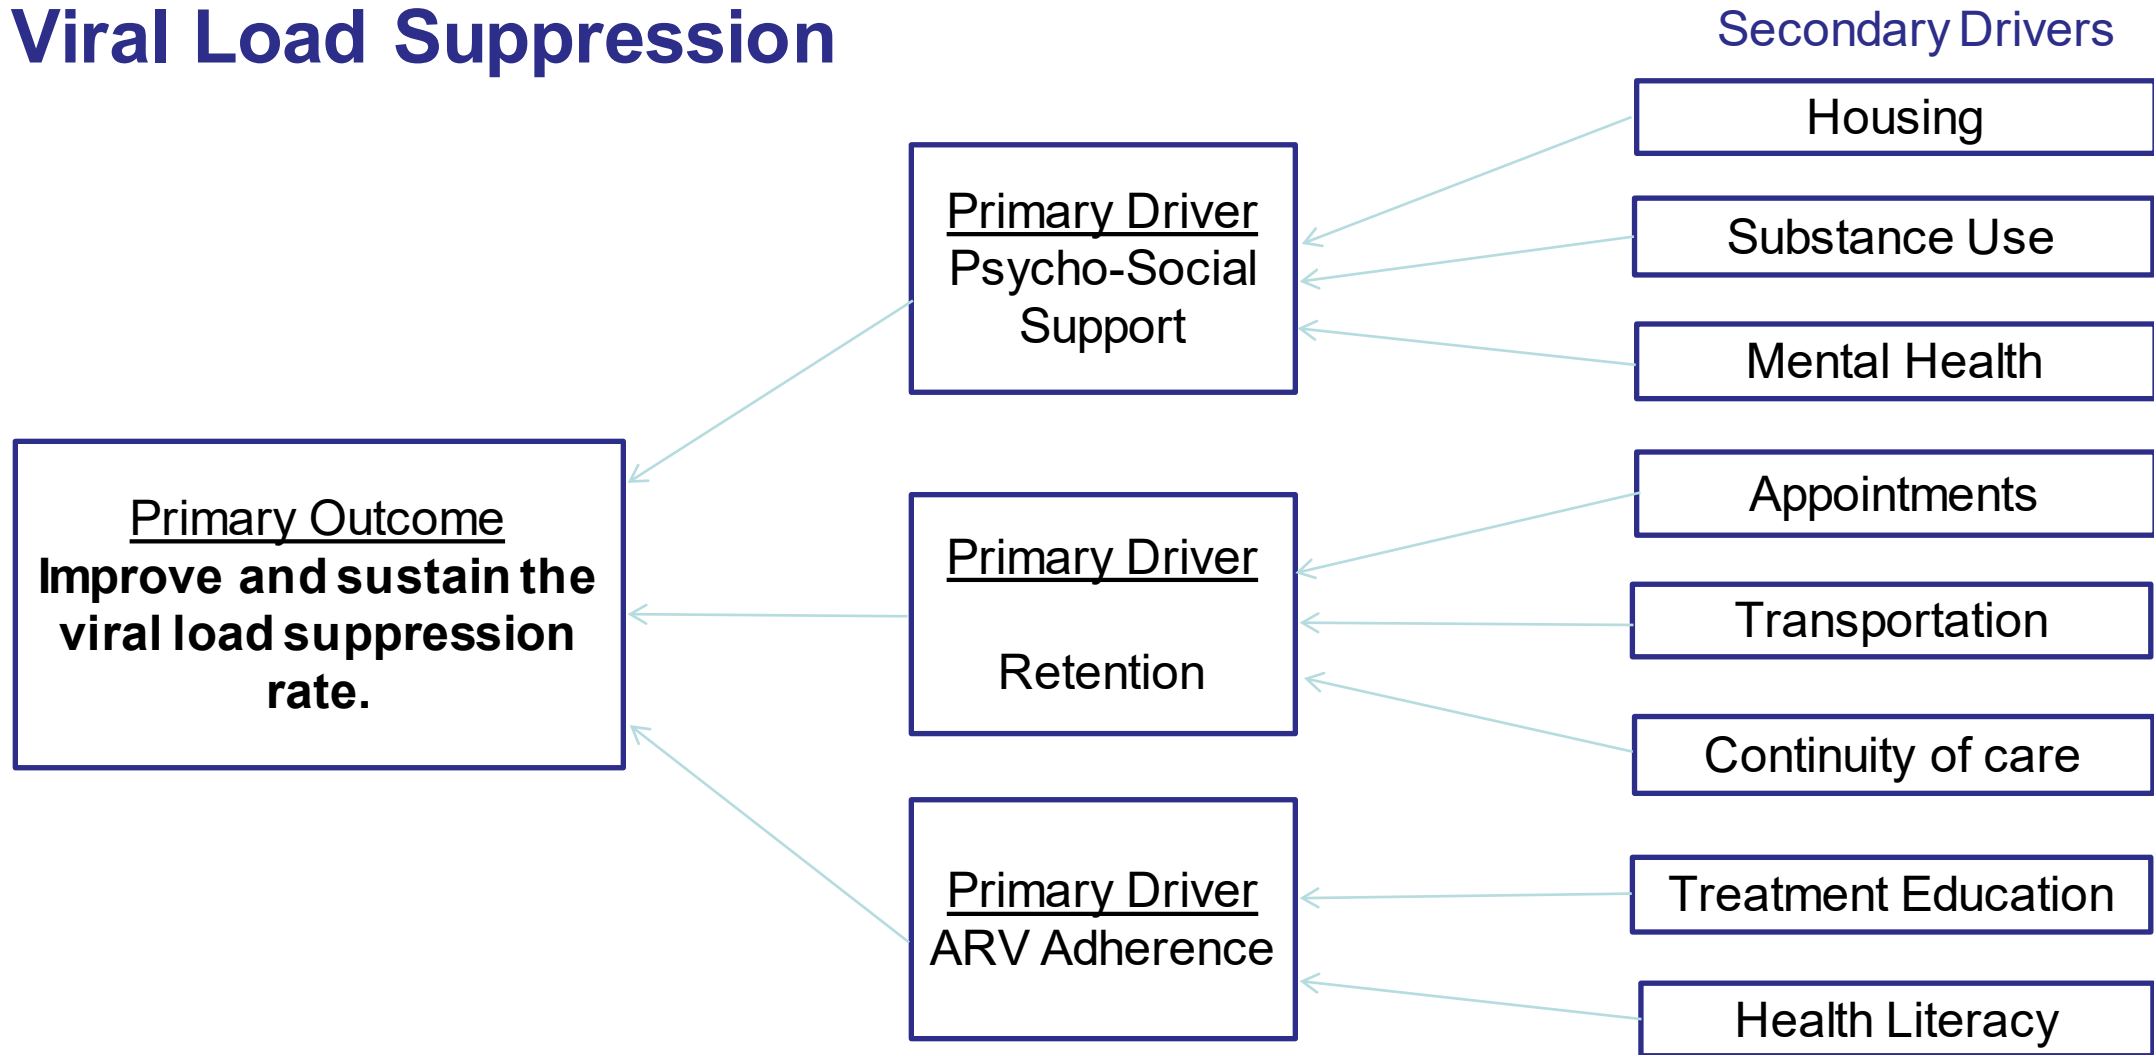 Viral Load Suppression
Secondary Drivers
Housing
Substance Use
Mental Health
Appointments
Transportation
Continuity of care
Treatment Education
Health Literacy
Primary Driver
Psycho-Social
Support
Primary Driver
Retention
Primary Driver
ARV Adherence
Primary Outcome
Improve and sustain the
viral load suppression
rate.